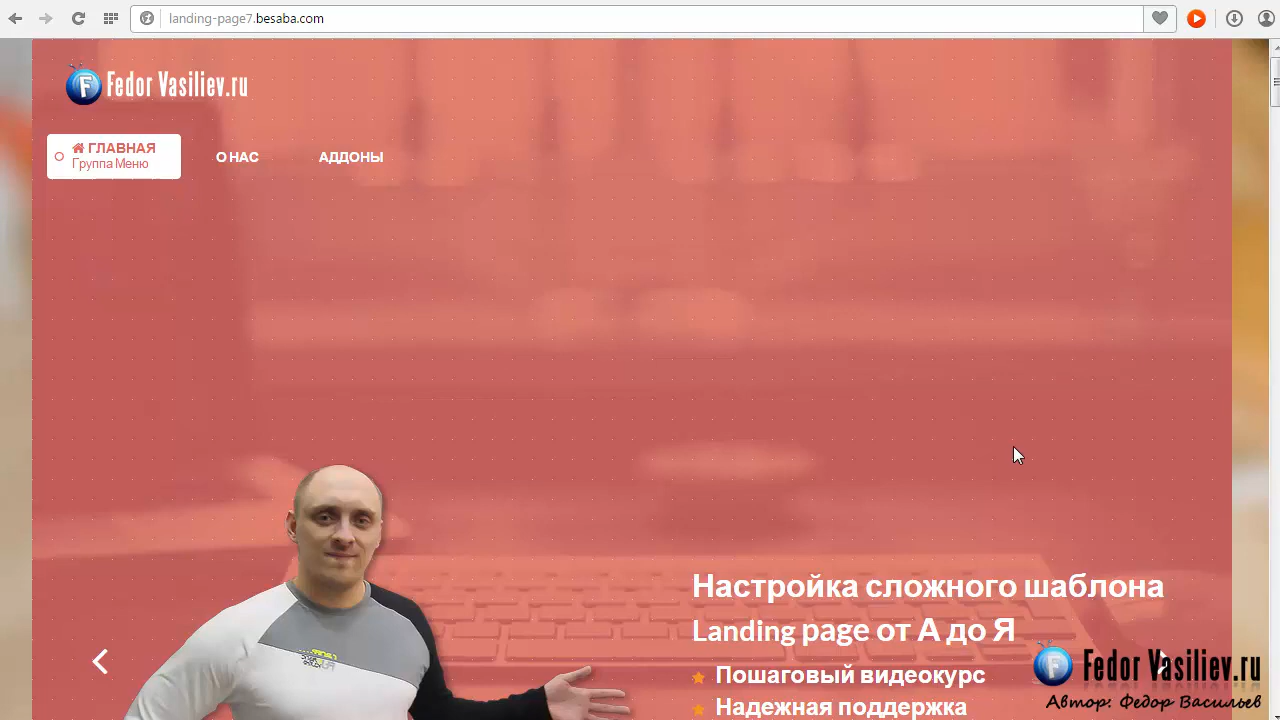 landing-page7.besaba.com
Fedor Vasiliev.ru
ГЛАВНАЯ
Группа Меню
О НАС
АДДОНЫ
Настройка сложного шаблона
Landing page от А до Я
Пошаговый видеокурс
Надежная поддержка
Fedor Vasiliev.ru
Автор: Федор Васильев